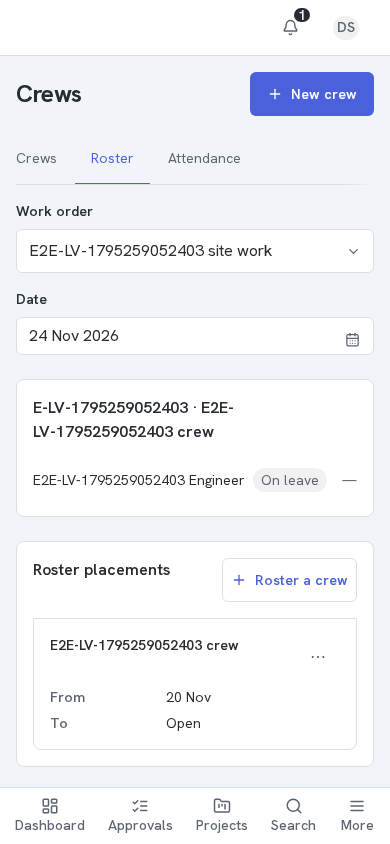 1
DS
Crews
New crew
Crews
Roster
Attendance
Work order
E2E-LV-1795259052403 site work
Date
24 Nov 2026
E-LV-1795259052403 · E2E-
LV-1795259052403 crew
E2E-LV-1795259052403 Engineer
On leave
—
Roster placements
Roster a crew
E2E-LV-1795259052403 crew
...
From
20 Nov
To
Open
Dashboard
Approvals
Projects
Search
More